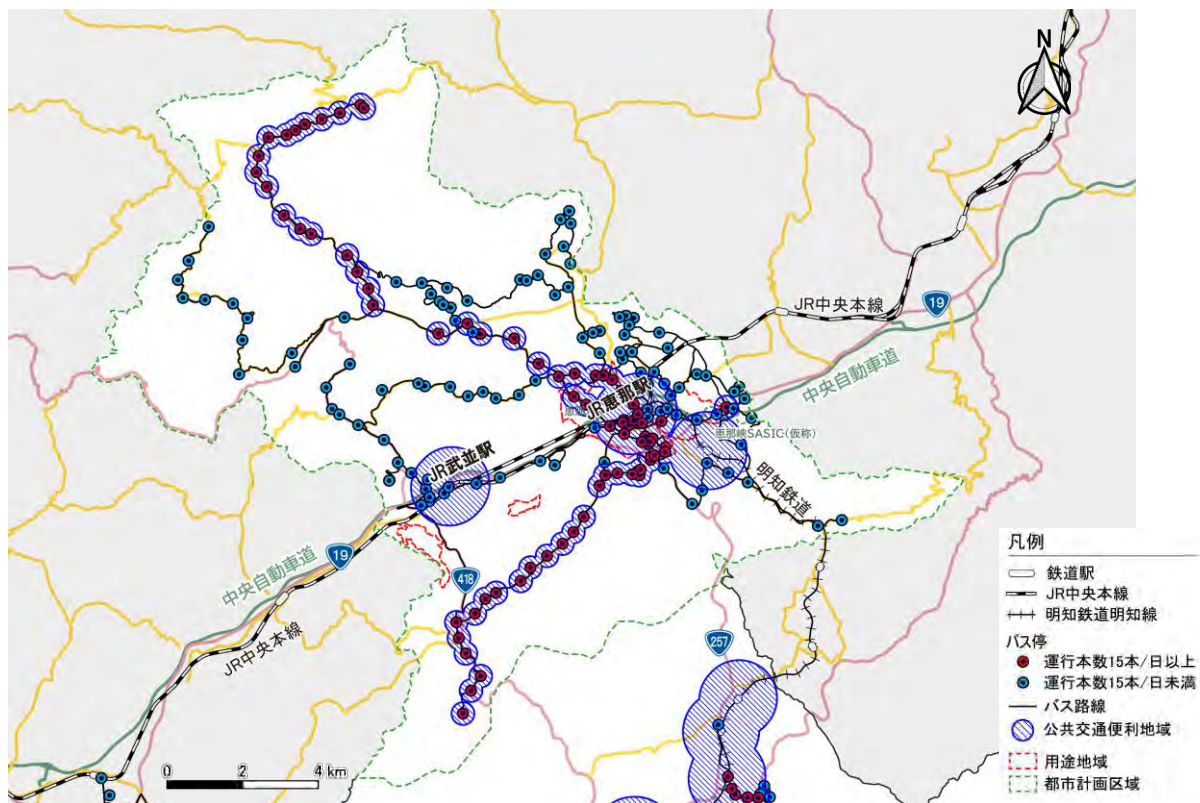 N
JR中央本線
19
中央自動車道
JR恵那駅
恵那峡SASIC(仮称)
JR武並駅
明知鉄道
19
中央自動車道
418
JR中央本線
257
0 2 4 km
凡例
鉄道駅
JR中央本線
明知鉄道明知線
バス停
運行本数15本/日以上
運行本数15本/日未満
バス路線
公共交通便利地域
用途地域
都市計画区域